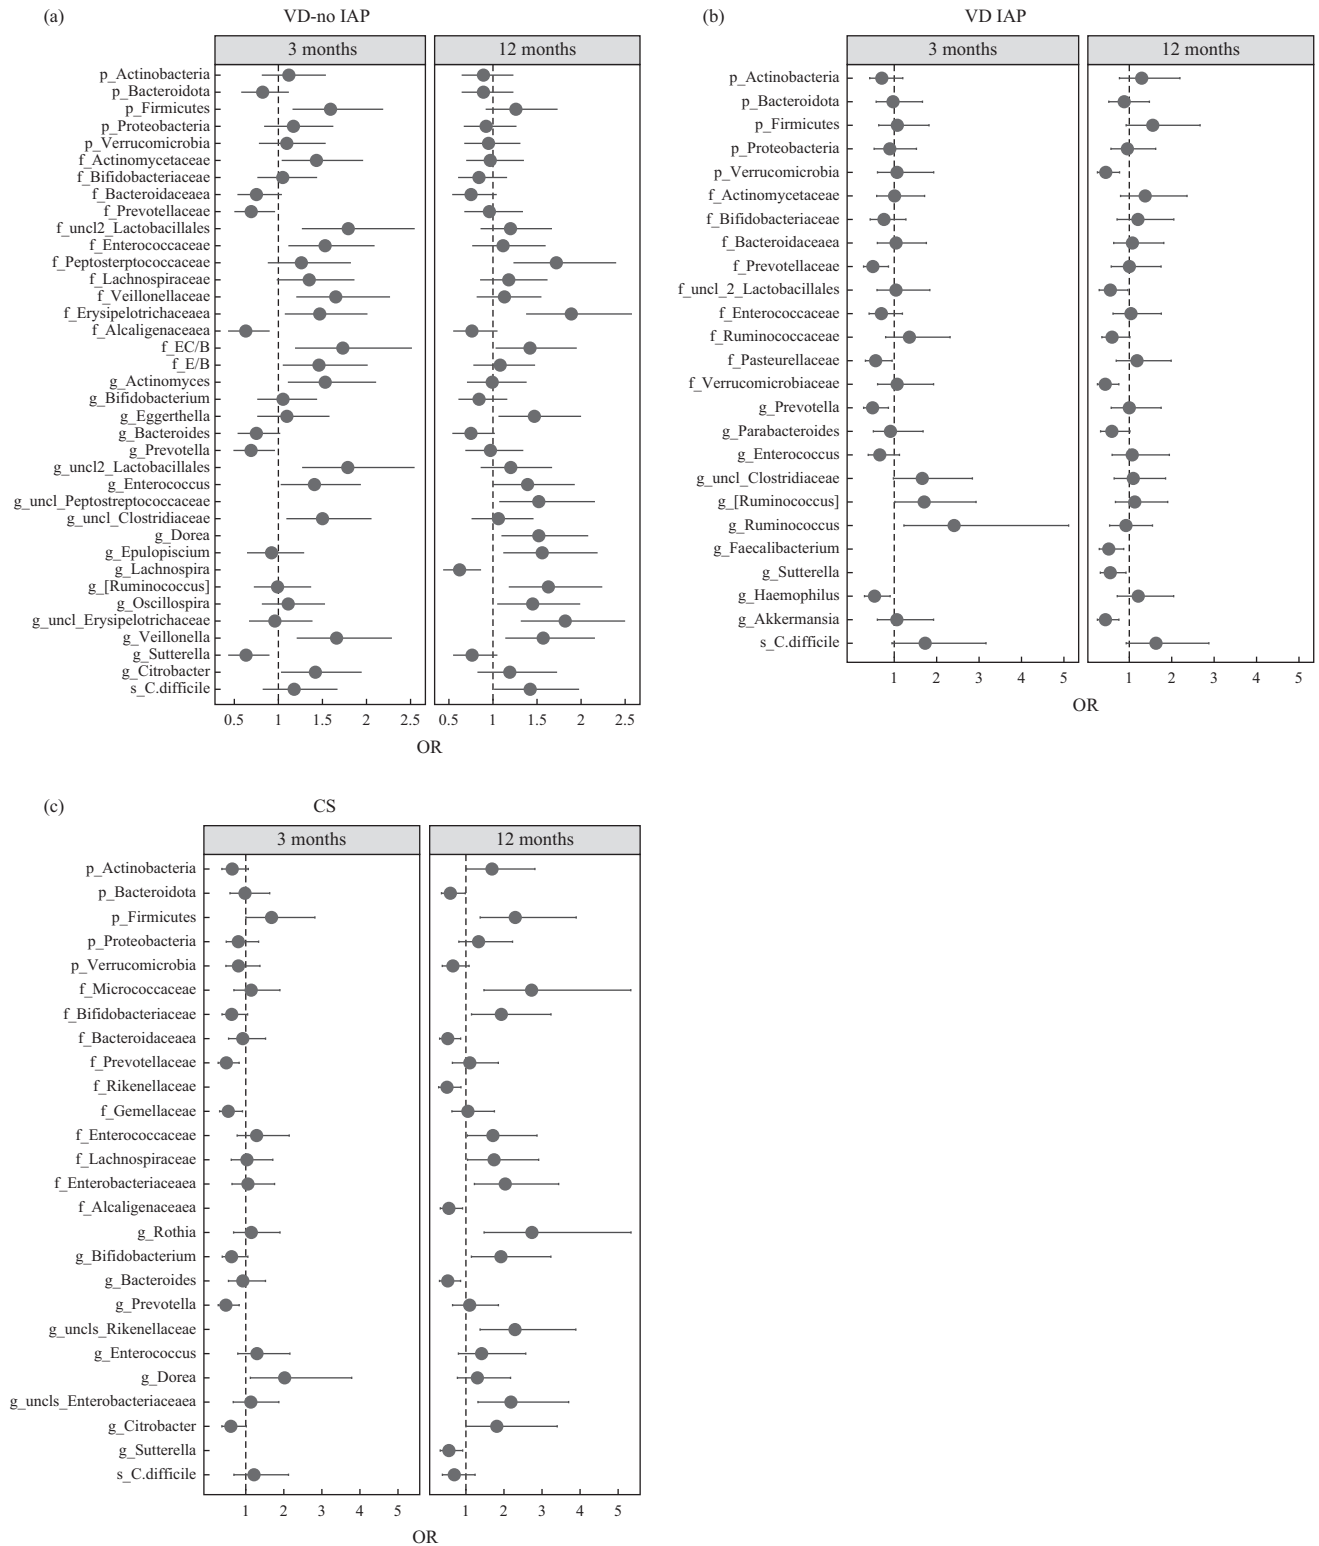 (a)
VD-no IAP
3 months
12 months
p_Actinobacteria
p_Bacteroidota
p_Firmicutes
p_Proteobacteria
p_Verrucomicrobia
f_Actinomycetaceae
f_Bifidobacteriaceae
f_Bacteroidaceaea
f_Prevotellaceae
f_uncl2_Lactobacillales
f_Enterococcaceae
f_Peptosterptococcaceae
f_Lachnospiraceae
f_Veillonellaceae
f_Erysipelotrichaceaea
f_Alcaligenaceaea
f_EC/B
f_E/B
g_Actinomyces
g_Bifidobacterium
g_Eggerthella
g_Bacteroides
g_Prevotella
g_uncl2_Lactobacillales
g_Enterococcus
g_uncl_Peptostreptococcaceae
g_uncl_Clostridiaceae
g_Dorea
g_Epulopiscium
g_Lachnospira
g_[Ruminococcus]
g_Oscillospira
g_uncl_Erysipelotrichaceae
g_Veillonella
g_Sutterella
g_Citrobacter
s_C.difficile
0.5 1 1.5 2 2.5
0.5 1 1.5 2 2.5
OR
(b)
VD IAP
3 months
12 months
p_Actinobacteria
p_Bacteroidota
p_Firmicutes
p_Proteobacteria
p_Verrucomicrobia
f_Actinomycetaceae
f_Bifidobacteriaceae
f_Bacteroidaceaea
f_Prevotellaceae
f_uncl_2_Lactobacillales
f_Enterococcaceae
f_Ruminococcaceae
f_Pasteurellaceae
f_Verrucomicrobiaceae
g_Prevotella
g_Parabacteroides
g_Enterococcus
g_uncl_Clostridiaceae
g_[Ruminococcus]
g_Ruminococcus
g_Faecalibacterium
g_Sutterella
g_Haemophilus
g_Akkermansia
s_C.difficile
1 2 3 4 5
1 2 3 4 5
OR
(c)
CS
3 months
12 months
p_Actinobacteria
p_Bacteroidota
p_Firmicutes
p_Proteobacteria
p_Verrucomicrobia
f_Micrococcaceae
f_Bifidobacteriaceae
f_Bacteroidaceaea
f_Prevotellaceae
f_Rikenellaceae
f_Gemellaceae
f_Enterococcaceae
f_Lachnospiraceae
f_Enterobacteriaceaea
f_Alcaligenaceaea
g_Rothia
g_Bifidobacterium
g_Bacteroides
g_Prevotella
g_uncls_Rikenellaceae
g_Enterococcus
g_Dorea
g_uncls_Enterobacteriaceaea
g_Citrobacter
g_Sutterella
s_C.difficile
1 2 3 4 5
1 2 3 4 5
OR